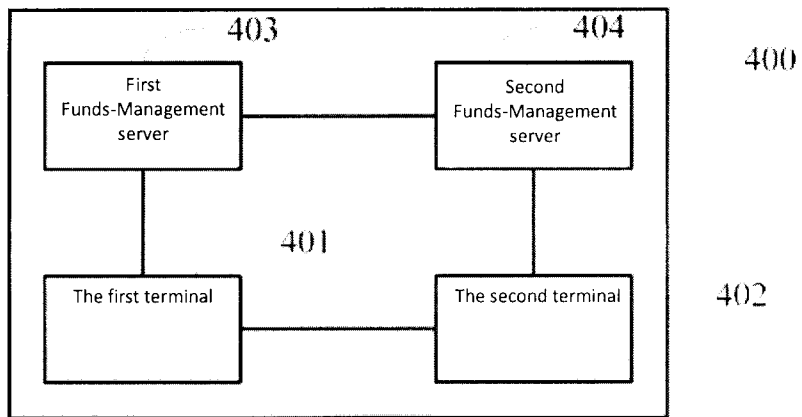 403
404
400
First
Funds-Management
server
Second
Funds-Management
server
401
The first terminal
The second terminal
402